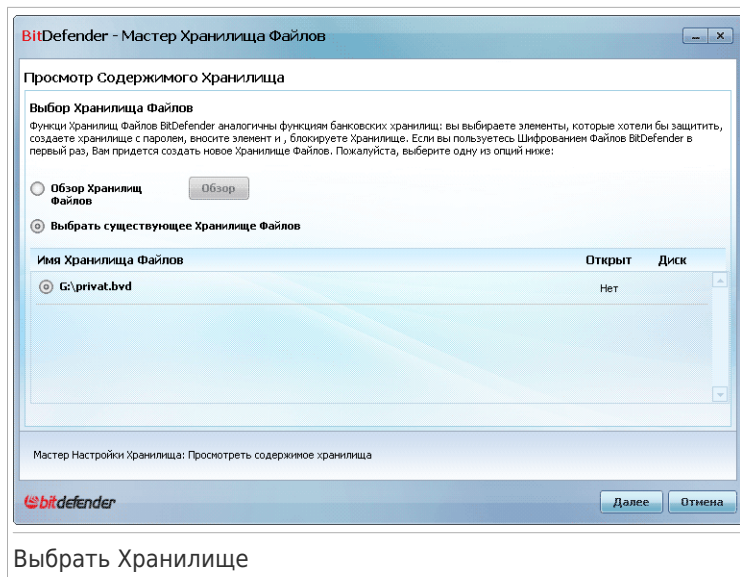 BitDefender - Мастер Хранилища Файлов
Просмотр Содержимого Хранилища
Выбор Хранилища Файлов
Функци Хранилищ Файлов BitDefender аналогичны функциям банковских хранилищ: вы выбираете элементы, которые хотели бы защитить,
создаете хранилище с паролем, вносите элемент и , блокируете Хранилище. Если вы пользуетесь Шифрованием Файлов BitDefender в
первый раз, Вам придется создать новое Хранилище Файлов. Пожалуйста, выберите одну из опций ниже:
Обзор Хранилищ
Файлов
Обзор
Выбрать существующее Хранилище Файлов
Имя Хранилища Файлов Открыт Диск
G:\privat.bvd Нет
Мастер Настройки Хранилища: Просмотреть содержимое хранилища
bitdefender
Далее Отмена
Выбрать Хранилище